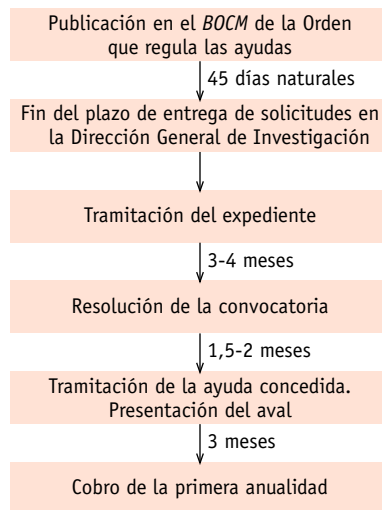 Publicación en el BOCM de la Orden
que regula las ayudas
45 días naturales
Fin del plazo de entrega de solicitudes en
la Dirección General de Investigación
Tramitación del expediente
3-4 meses
Resolución de la convocatoria
1,5-2 meses
Tramitación de la ayuda concedida.
Presentación del aval
3 meses
Cobro de la primera anualidad